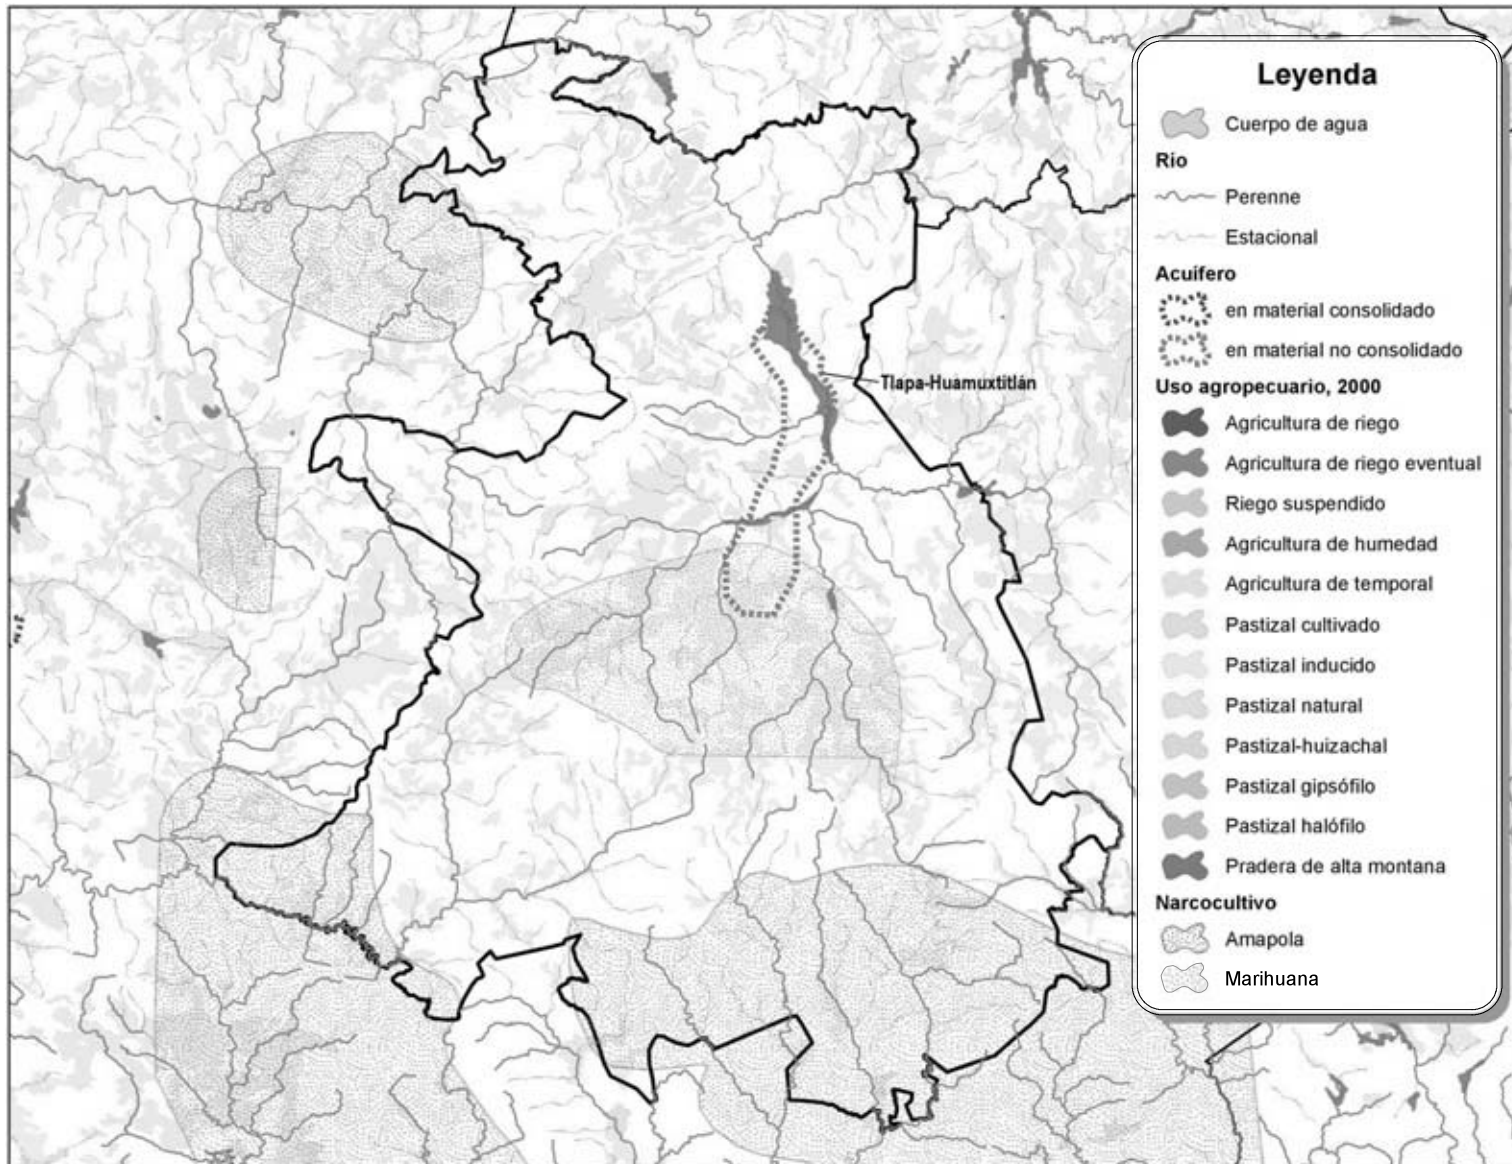 Leyenda
Cuerpo de agua
Río
Perenne
Estacional
Acuífero
en material consolidado
en material no consolidado
Uso agropecuario, 2000
Agricultura de riego
Agricultura de riego eventual
Riego suspendido
Agricultura de humedad
Agricultura de temporal
Pastizal cultivado
Pastizal inducido
Pastizal natural
Pastizal-huizachal
Pastizal gipsófilo
Pastizal halófilo
Pradera de alta montana
Narcocultivo
Amapola
Marihuana
Tlapa-Huamuxtitlán